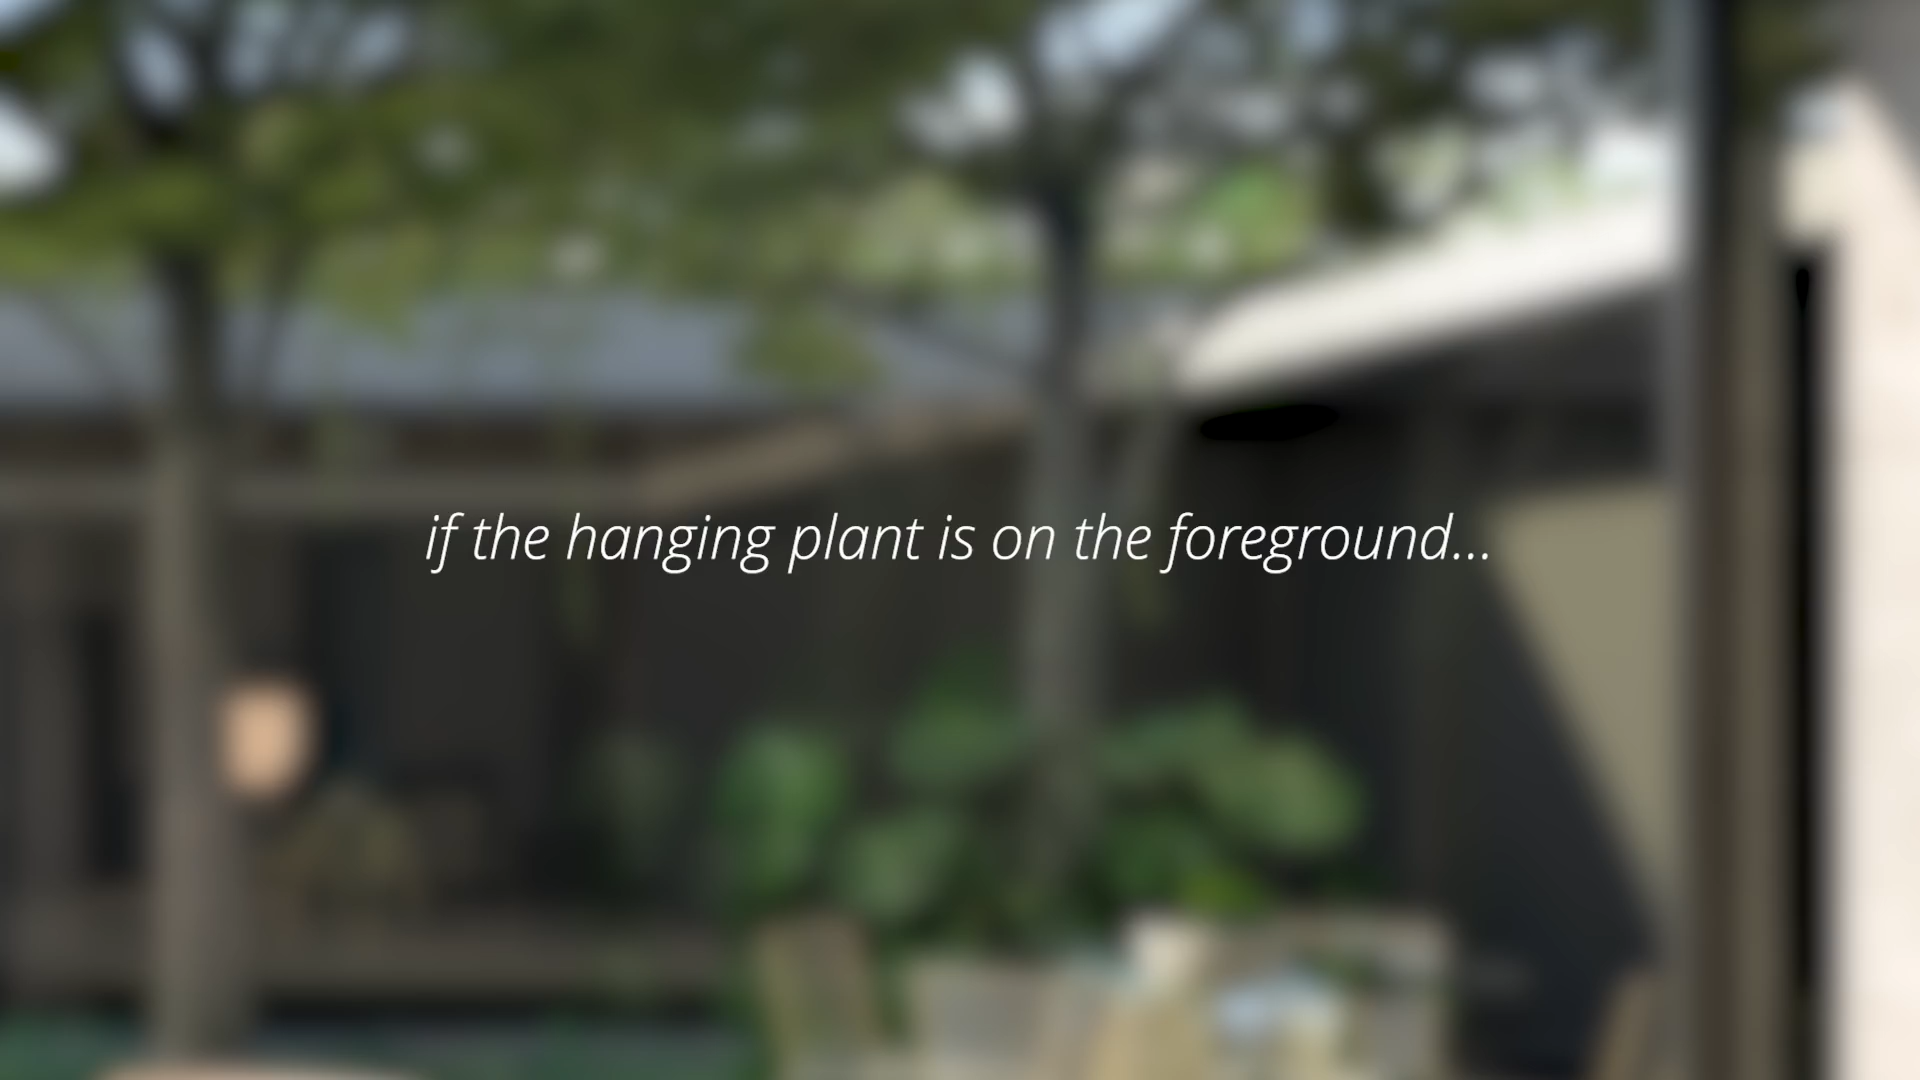 if the hanging plant is on the foreground...